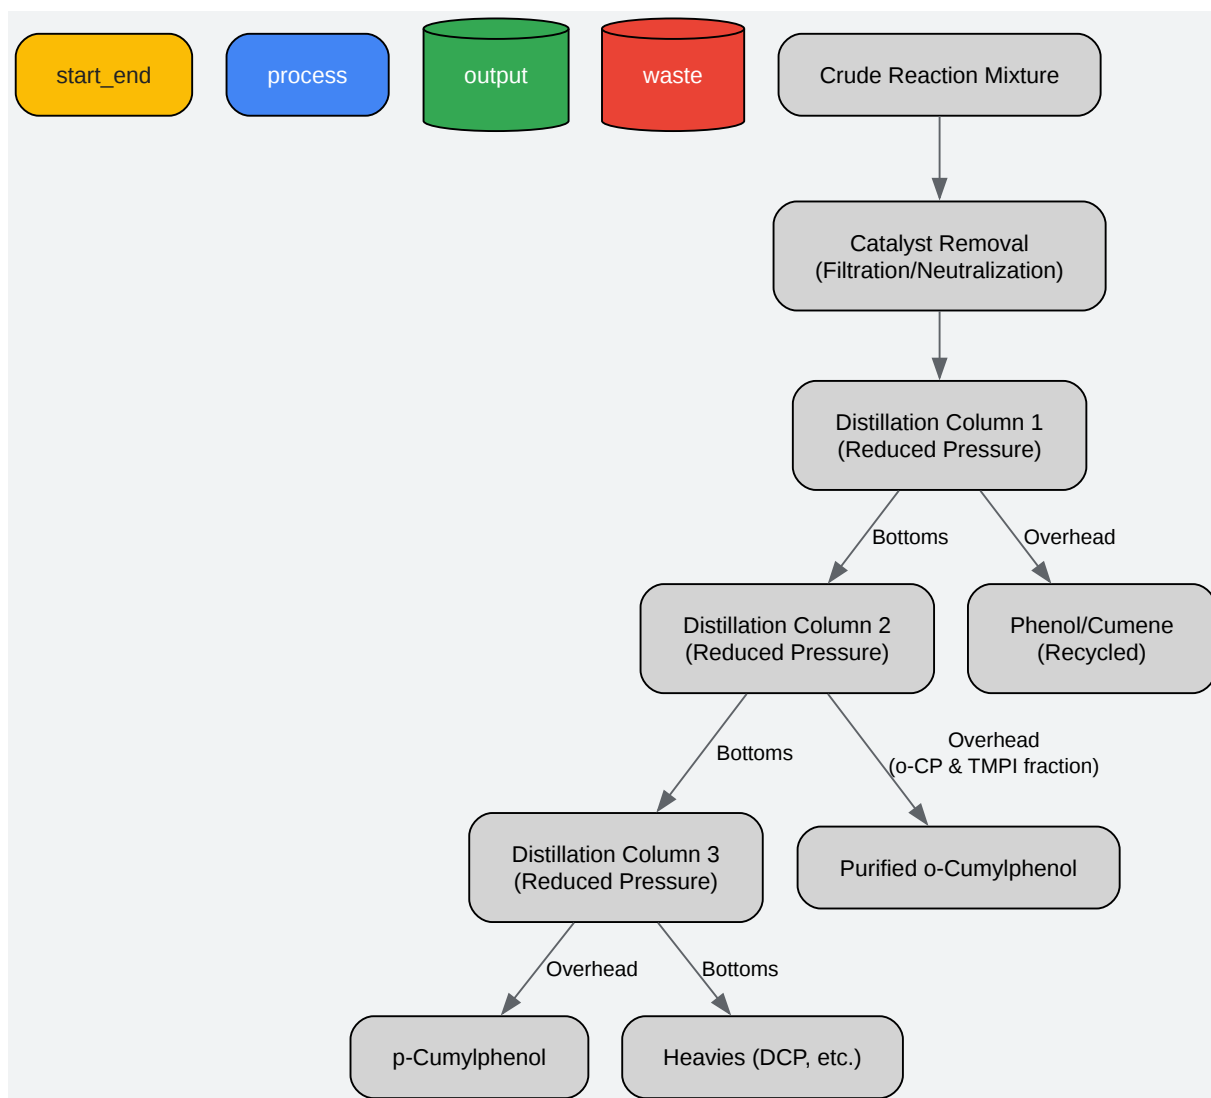 start_end
process
output
waste
Crude Reaction Mixture
Catalyst Removal
(Filtration/Neutralization)
Distillation Column 1
(Reduced Pressure)
Bottoms
Overhead
Distillation Column 2
(Reduced Pressure)
Phenol/Cumene
(Recycled)
Bottoms
Overhead
(o-CP & TMPI fraction)
Distillation Column 3
(Reduced Pressure)
Purified o-Cumylphenol
Overhead
Bottoms
p-Cumylphenol
Heavies (DCP, etc.)